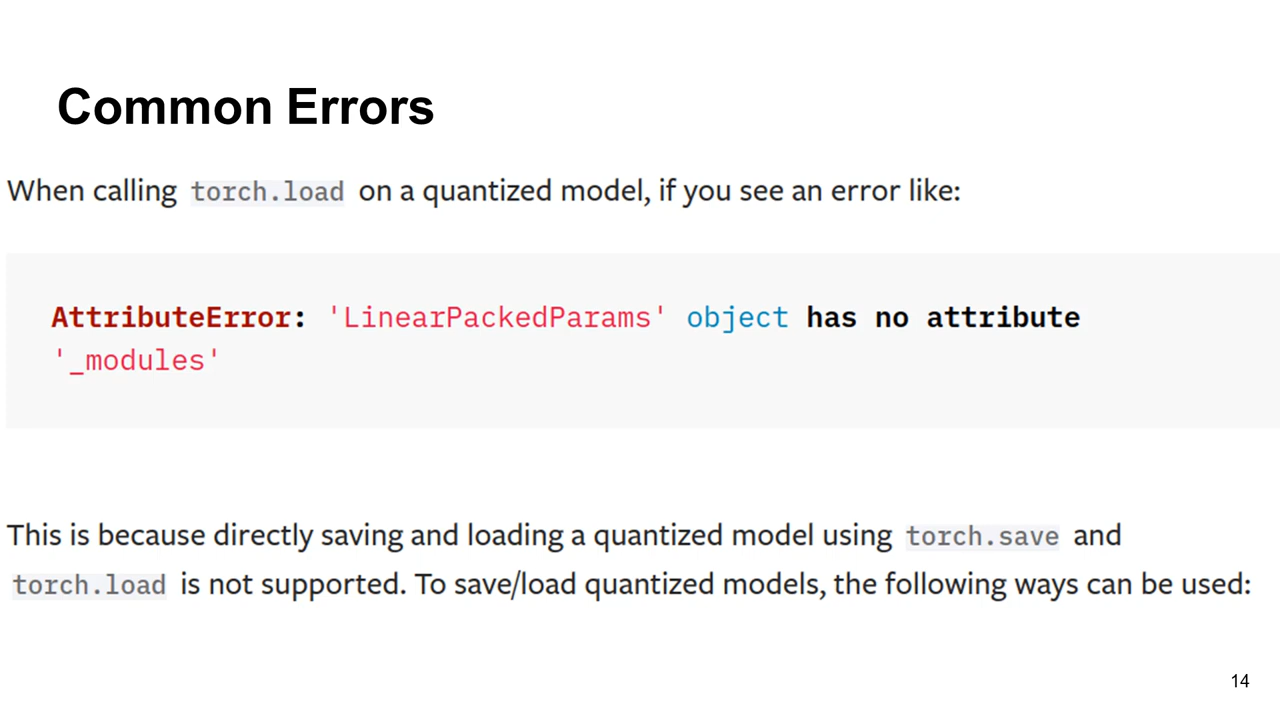 Common Errors
When calling torch.load on a quantized model, if you see an error like:
AttributeError: 'LinearPackedParams' object has no attribute
'_modules'
This is because directly saving and loading a quantized model using torch.save and
torch.load is not supported. To save/load quantized models, the following ways can be used:
14